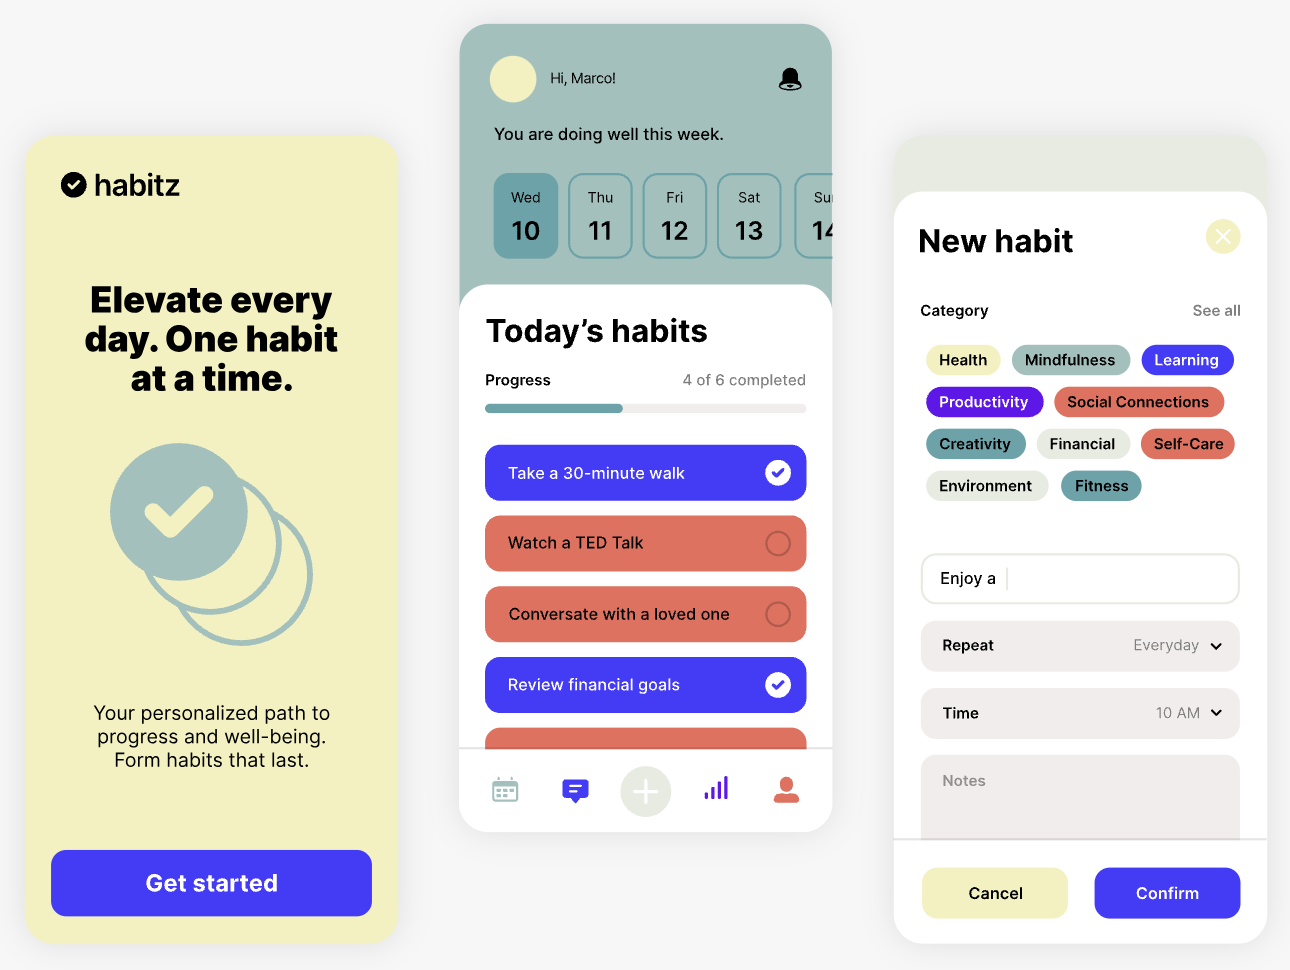 habitz
Elevate every
day. One habit
at a time.
Your personalized path to
progress and well-being.
Form habits that last.
Get started
Hi, Marco!
You are doing well this week.
Wed Thu Fri Sat Su
10 11 12 13 14
Today’s habits
Progress 4 of 6 completed
Take a 30-minute walk
Watch a TED Talk
Conversate with a loved one
Review financial goals
New habit
Category See all
Health Mindfulness Learning
Productivity Social Connections
Creativity Financial Self-Care
Environment Fitness
Enjoy a
Repeat Everyday
Time 10 AM
Notes
Cancel Confirm